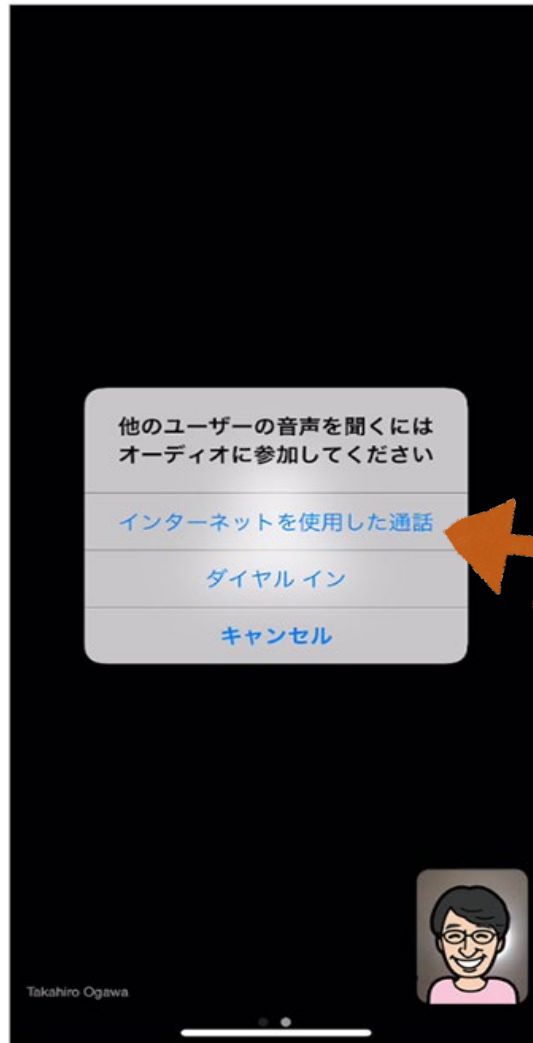 他のユーザーの音声を聞くには
オーディオに参加してください
インターネットを使用した通話
ダイヤル イン
キャンセル
Takahiro Ogawa